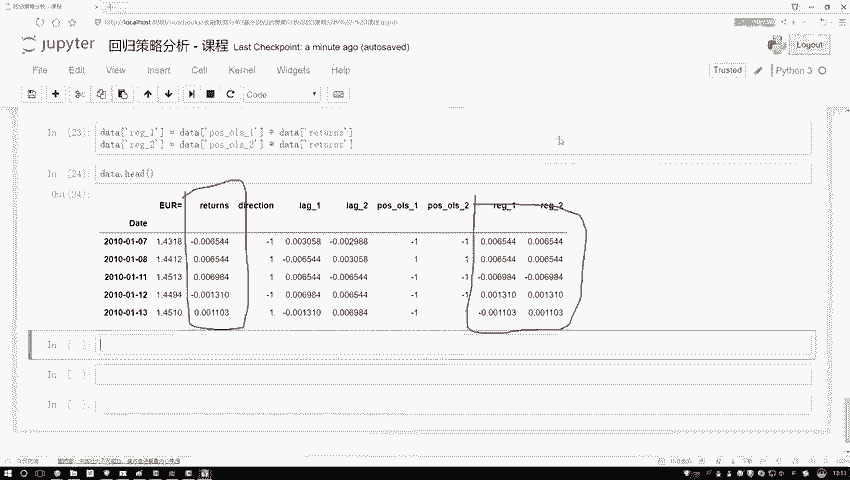 jupyter 回归策略分析 - 课程 Last Checkpoint: a minute ago (autosaved)
Logout
File Edit View Insert Cell Kernel Widgets Help
Trusted Python 3
Code
In [23]: data['reg_1'] = data['pos_ols_1'] * data['returns']
data['reg_2'] = data['pos_ols_2'] * data['returns']
In [24]: data.head()
Out[24]:
EUR= returns direction lag_1 lag_2 pos_ols_1 pos_ols_2 reg_1 reg_2
Date
2010-01-07 1.4318 -0.006544 -1 0.003058 -0.002988 -1 -1 0.006544 0.006544
2010-01-08 1.4412 0.006544 1 -0.006544 0.003058 1 1 0.006544 0.006544
2010-01-11 1.4513 0.006984 1 0.006544 -0.006544 -1 -1 -0.006984 -0.006984
2010-01-12 1.4494 -0.001310 -1 0.006984 0.006544 -1 -1 0.001310 0.001310
2010-01-13 1.4510 0.001103 1 -0.001310 0.006984 -1 1 -0.001103 0.001103
In [ ]:
In [ ]:
In [ ]:
13:13